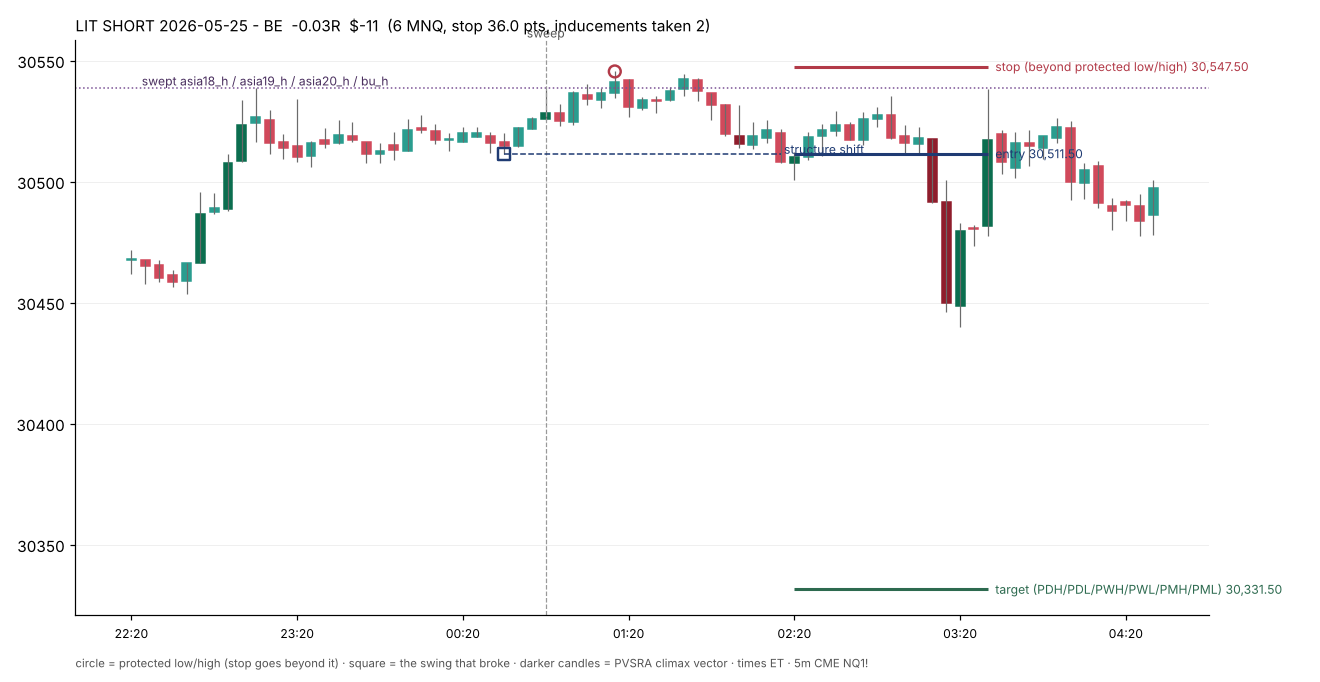 LIT SHORT 2026-05-25 - BE -0.03R $-11 (6 MNQ, stop 36.0 pts, inducements taken 2)
sweep
30550
stop (beyond protected low/high) 30,547.50
swept asia18_h / asia19_h / asia20_h / bu_h
structure shift
entry 30,511.50
30500
30450
30400
30350
target (PDH/PDL/PWH/PWL/PMH/PML) 30,331.50
22:20 23:20 00:20 01:20 02:20 03:20 04:20
circle = protected low/high (stop goes beyond it) · square = the swing that broke · darker candles = PVSRA climax vector · times ET · 5m CME NQ1!